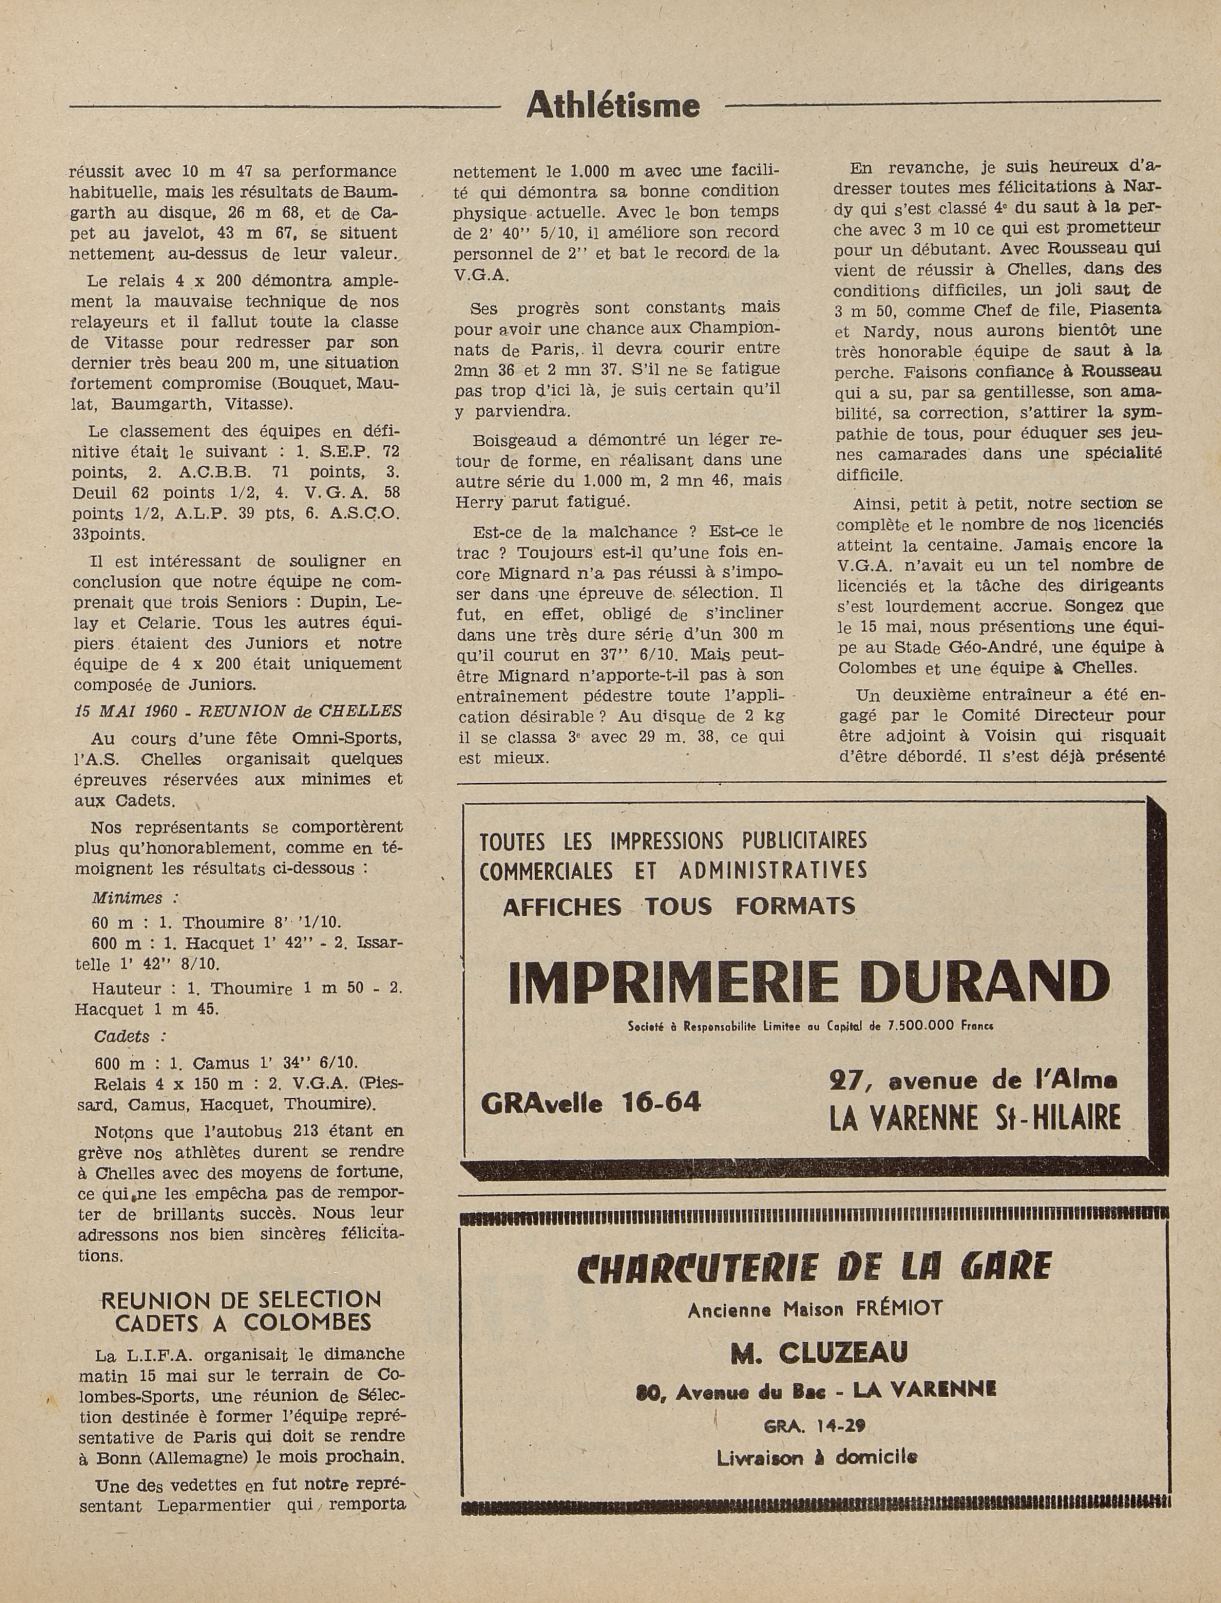 Athlétisme
réussit avec 10 m 47 sa performance
habituelle, mais les résultats de Baum-
garth au disque, 26 m 68, et de Ca-
pet au javelot, 43 m 67, se situent
nettement au-dessus de leur valeur.
Le relais 4 x 200 démontra ample-
ment la mauvaise technique de nos
relayeurs et il fallut toute la classe
de Vitasse pour redresser par son
dernier très beau 200 m, une situation
fortement compromise (Bouquet, Mau-
lat, Baumgarth, Vitasse).
Le classement des équipes en défi-
nitive était le suivant : 1. S.E.P. 72
points, 2. A.C.B.B. 71 points, 3.
Deuil 62 points 1/2, 4. V.G.A. 58
points 1/2, A.L.P. 39 pts, 6. A.S.C.O.
33points.
Il est intéressant de souligner en
conclusion que notre équipe ne com-
prenait que trois Seniors : Dupin, Le-
lay et Celarie. Tous les autres équi-
piers étaient des Juniors et notre
équipe de 4 x 200 était uniquement
composée de Juniors.
15 MAI 1960 - REUNION de CHELLES
Au cours d'une fête Omni-Sports,
l'A.S. Chelles organisait quelques
épreuves réservées aux minimes et
aux Cadets.
Nos représentants se comportèrent
plus qu'honorablement, comme en té-
moignent les résultats ci-dessous :
Minimes :
60 m : 1. Thoumire 8' '1/10.
600 m : 1. Hacquet 1' 42'' - 2. Issar-
telle 1' 42'' 8/10.
Hauteur : 1. Thoumire 1 m 50 - 2.
Hacquet 1 m 45.
Cadets :
600 m : 1. Camus 1' 34'' 6/10.
Relais 4 x 150 m : 2. V.G.A. (Pies-
sard, Camus, Hacquet, Thoumire).
Notons que l'autobus 213 étant en
grève nos athlètes durent se rendre
à Chelles avec des moyens de fortune,
ce qui ne les empêcha pas de rempor-
ter de brillants succès. Nous leur
adressons nos bien sincères félicita-
tions.
REUNION DE SELECTION
CADETS A COLOMBES
La L.I.F.A. organisait le dimanche
matin 15 mai sur le terrain de Co-
lombes-Sports, une réunion de Sélec-
tion destinée è former l'équipe repré-
sentative de Paris qui doit se rendre
à Bonn (Allemagne) le mois prochain.
Une des vedettes en fut notre repré-
sentant Leparmentier qui remporta
nettement le 1.000 m avec une facili-
té qui démontra sa bonne condition
physique actuelle. Avec le bon temps
de 2' 40'' 5/10, il améliore son record
personnel de 2'' et bat le record de la
V.G.A.
Ses progrès sont constants mais
pour avoir une chance aux Champion-
nats de Paris, il devra courir entre
2mn 36 et 2 mn 37. S'il ne se fatigue
pas trop d'ici là, je suis certain qu'il
y parviendra.
Boisgeaud a démontré un léger re-
tour de forme, en réalisant dans une
autre série du 1.000 m, 2 mn 46, mais
Herry parut fatigué.
Est-ce de la malchance ? Est-ce le
trac ? Toujours est-il qu'une fois en-
core Mignard n'a pas réussi à s'impo-
ser dans une épreuve de sélection. Il
fut, en effet, obligé de s'incliner
dans une très dure série d'un 300 m
qu'il courut en 37'' 6/10. Mais peut-
être Mignard n'apporte-t-il pas à son
entraînement pédestre toute l'appli-
cation désirable ? Au disque de 2 kg
il se classa 3e avec 29 m. 38, ce qui
est mieux.
En revanche, je suis heureux d'a-
dresser toutes mes félicitations à Nar-
dy qui s'est classé 4e du saut à la per-
che avec 3 m 10 ce qui est prometteur
pour un débutant. Avec Rousseau qui
vient de réussir à Chelles, dans des
conditions difficiles, un joli saut de
3 m 50, comme Chef de file, Piasenta
et Nardy, nous aurons bientôt une
très honorable équipe de saut à la
perche. Faisons confiance à Rousseau
qui a su, par sa gentillesse, son ama-
bilité, sa correction, s'attirer la sym-
pathie de tous, pour éduquer ses jeu-
nes camarades dans une spécialité
difficile.
Ainsi, petit à petit, notre section se
complète et le nombre de nos licenciés
atteint la centaine. Jamais encore la
V.G.A. n'avait eu un tel nombre de
licenciés et la tâche des dirigeants
s'est lourdement accrue. Songez que
le 15 mai, nous présentions une équi-
pe au Stade Géo-André, une équipe à
Colombes et une équipe à Chelles.
Un deuxième entraîneur a été en-
gagé par le Comité Directeur pour
être adjoint à Voisin qui risquait
d'être débordé. Il s'est déjà présenté
TOUTES LES IMPRESSIONS PUBLICITAIRES
COMMERCIALES ET ADMINISTRATIVES
AFFICHES TOUS FORMATS
IMPRIMERIE DURAND
Societé à Responsabilite Limitee au Capital de 7.500.000 Francs
GRAvelle 16-64
27, avenue de l'Alma
LA VARENNE St-HILAIRE
CHARCUTERIE DE LA GARE
Ancienne Maison FRÉMIOT
M. CLUZEAU
80, Avenue du Bac - LA VARENNE
GRA. 14-29
Livraison à domicile